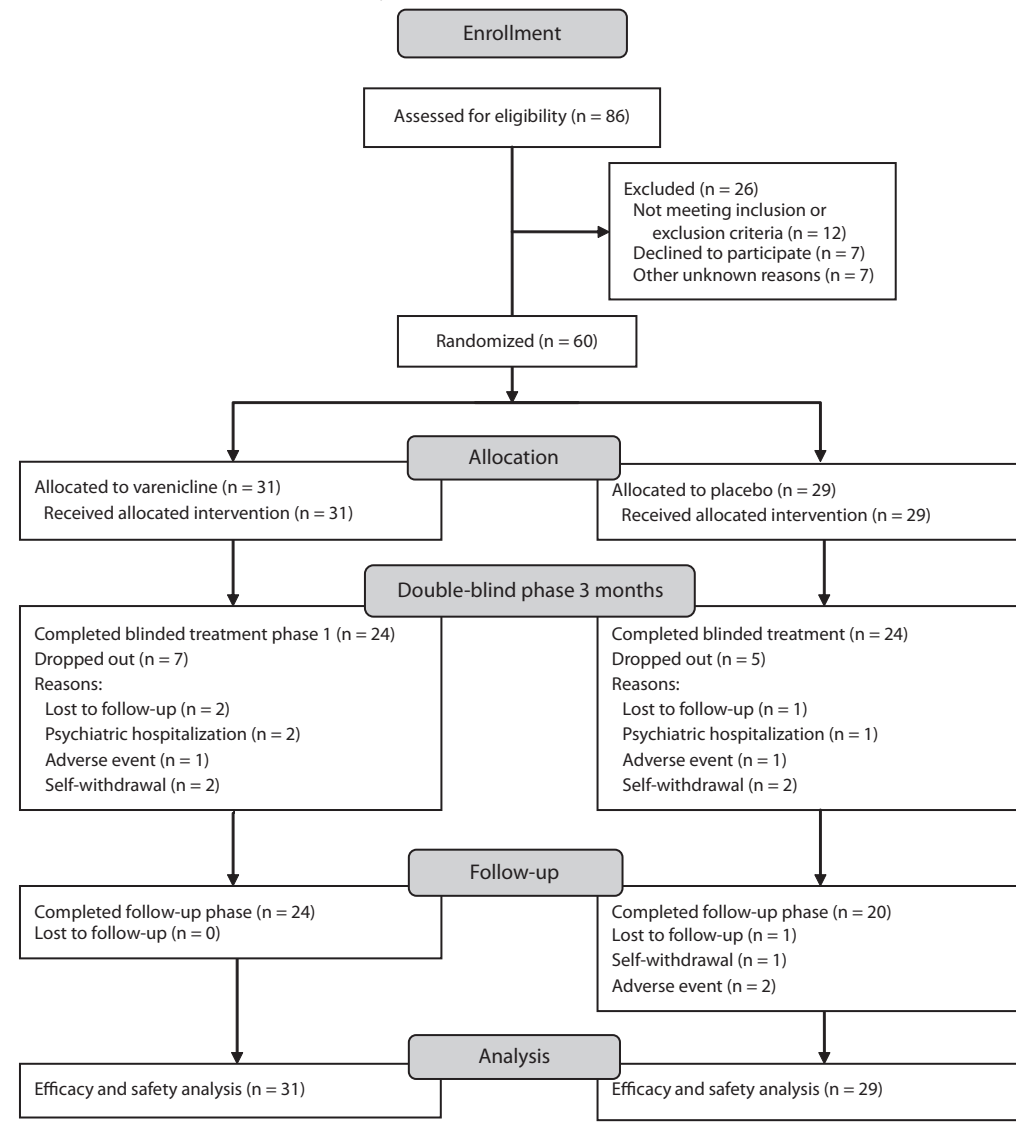 Enrollment
Assessed for eligibility (n = 86)
Excluded (n = 26)
Not meeting inclusion or
exclusion criteria (n = 12)
Declined to participate (n = 7)
Other unknown reasons (n = 7)
Randomized (n = 60)
Allocation
Allocated to varenicline (n = 31)
Received allocated intervention (n = 31)
Allocated to placebo (n = 29)
Received allocated intervention (n = 29)
Double-blind phase 3 months
Completed blinded treatment phase 1 (n = 24)
Dropped out (n = 7)
Reasons:
Lost to follow-up (n = 2)
Psychiatric hospitalization (n = 2)
Adverse event (n = 1)
Self-withdrawal (n = 2)
Completed blinded treatment (n = 24)
Dropped out (n = 5)
Reasons:
Lost to follow-up (n = 1)
Psychiatric hospitalization (n = 1)
Adverse event (n = 1)
Self-withdrawal (n = 2)
Follow-up
Completed follow-up phase (n = 24)
Lost to follow-up (n = 0)
Completed follow-up phase (n = 20)
Lost to follow-up (n = 1)
Self-withdrawal (n = 1)
Adverse event (n = 2)
Analysis
Efficacy and safety analysis (n = 31)
Efficacy and safety analysis (n = 29)